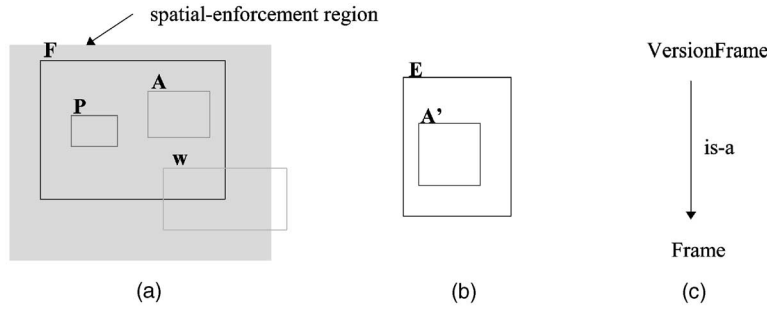 spatial-enforcement region
F
A
P
w
E
A’
VersionFrame
is-a
Frame
(a)
(b)
(c)